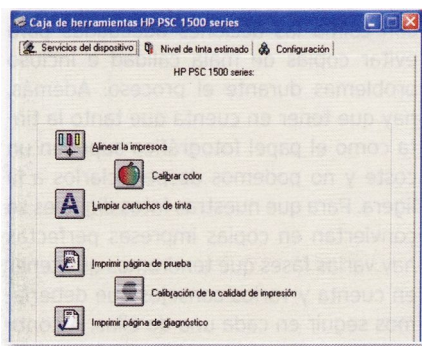 Caja de herramientas HP PSC 1500 series
Servicios del dispositivo Nivel de tinta estimado Configuración
HP PSC 1500 series:
Alinear la impresora
Calibrar color
Limpiar cartuchos de tinta
Imprimir página de prueba
Calibración de la calidad de impresión
Imprimir página de diagnóstico